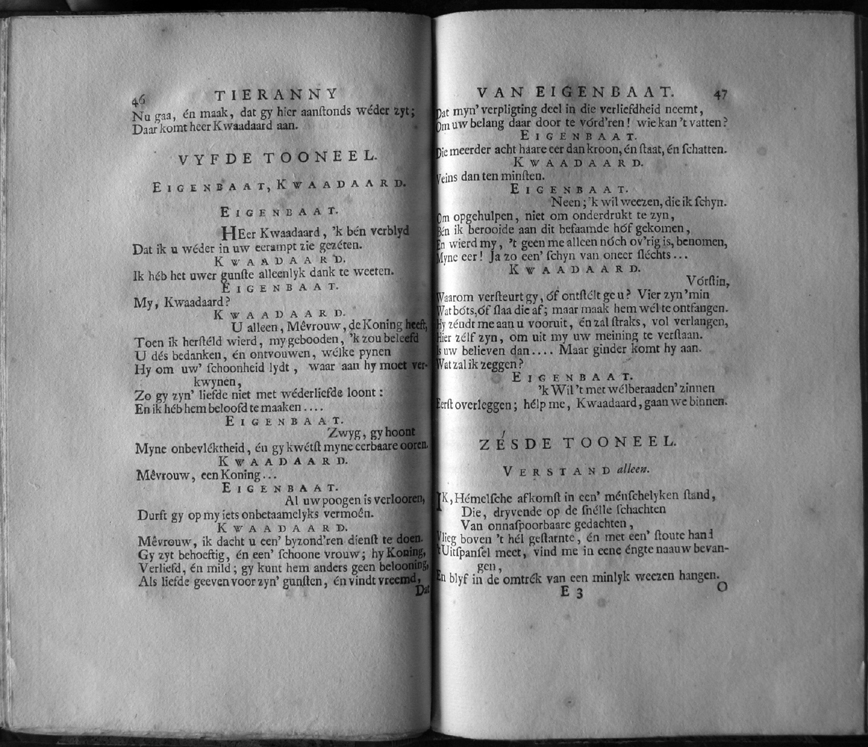 46 TIERANNY
Nu gaa, én maak, dat gy hier aanſtonds wéder zyt;
Daar komt heer Kwaadaard aan.
VYFDE TOONEEL.
EIGENBAAT, KWAADAARD.
EIGENBAAT.
HEer Kwaadaard, 'k bén verblyd
Dat ik u wéder in uw eerampt zie gezéten.
KWAADAARD.
Ik héb hét uwer gunſte alleenlyk dank te weeten.
EIGENBAAT.
My, Kwaadaard?
KWAADAARD.
U alleen, Mêvrouw, de Koning heeft,
Toen ik herſtéld wierd, my gebooden, 'k zou beleefd
U dés bedanken, én ontvouwen, wélke pynen
Hy om uw' ſchoonheid lydt, waar aan hy moet ver-
kwynen,
Zo gy zyn' liefde niet met wéderliefde loont:
En ik héb hem beloofd te maaken....
EIGENBAAT.
Zwyg, gy hoont
Myne onbevléktheid, én gy kwétſt myne eerbaare ooren.
KWAADAARD.
Mêvrouw, een Koning...
EIGENBAAT.
Al uw poogen is verlooren,
Durft gy op my iets onbetaamelyks vermoên.
KWAADAARD.
Mêvrouw, ik dacht u een' byzond'ren dienſt te doen.
Gy zyt behoeftig, én een' ſchoone vrouw; hy Koning,
Verliefd, én mild; gy kunt hem anders geen belooning,
Als liefde geeven voor zyn' gunſten, én vindt vreemd,
Dat
VAN EIGENBAAT. 47
Dat myn' verpligting deel in die verliefdheid neemt,
Om uw belang daar door te vórd'ren! wie kan 't vatten?
EIGENBAAT.
Die meerder acht haare eer dan kroon, én ſtaat, én ſchatten.
KWAADAARD.
Veins dan ten minſten.
EIGENBAAT.
Neen; 'k wil weezen, die ik ſchyn.
Om opgehulpen, niet om onderdrukt te zyn,
Bén ik berooide aan dit befaamde hóf gekomen,
En wierd my, 't geen me alleen nóch ov'rig is, benomen,
Myne eer! Ja zo een' ſchyn van oneer ſléchts...
KWAADAARD.
Vórſtin,
Waarom verſteurt gy, óf ontſtélt ge u? Vier zyn' min
Wat bóts, óf ſlaa die af; maar maak hem wél te ontfangen.
Hy zéndt me aan u vooruit, én zal ſtraks, vol verlangen,
Hier zélf zyn, om uit my uw meining te verſtaan.
Is uw believen dan.... Maar ginder komt hy aan.
Wat zal ik zeggen?
EIGENBAAT.
'k Wil 't met wélberaaden' zinnen
Eerſt overleggen; hélp me, Kwaadaard, gaan we binnen.
ZÉSDE TOONEEL.
VERSTAND alleen.
IK, Hémelſche afkomſt in een' ménſchelyken ſtand,
Die, dryvende op de ſnélle ſchachten
Van onnaſpoorbaare gedachten,
Vlieg boven 't hél geſtarnte, én met een' ſtoute hand
't Uitſpanſel meet, vind me in eene éngte naauw bevan-
gen,
En blyf in de omtrék van een minlyk weezen hangen.
E 3 O